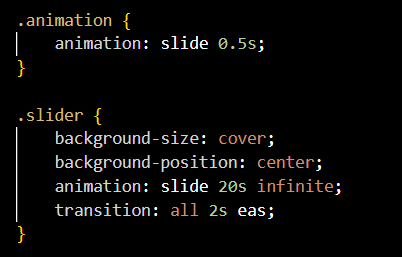 .animation {
    animation: slide 0.5s;
}

.slider {
    background-size: cover;
    background-position: center;
    animation: slide 20s infinite;
    transition: all 2s eas;
}